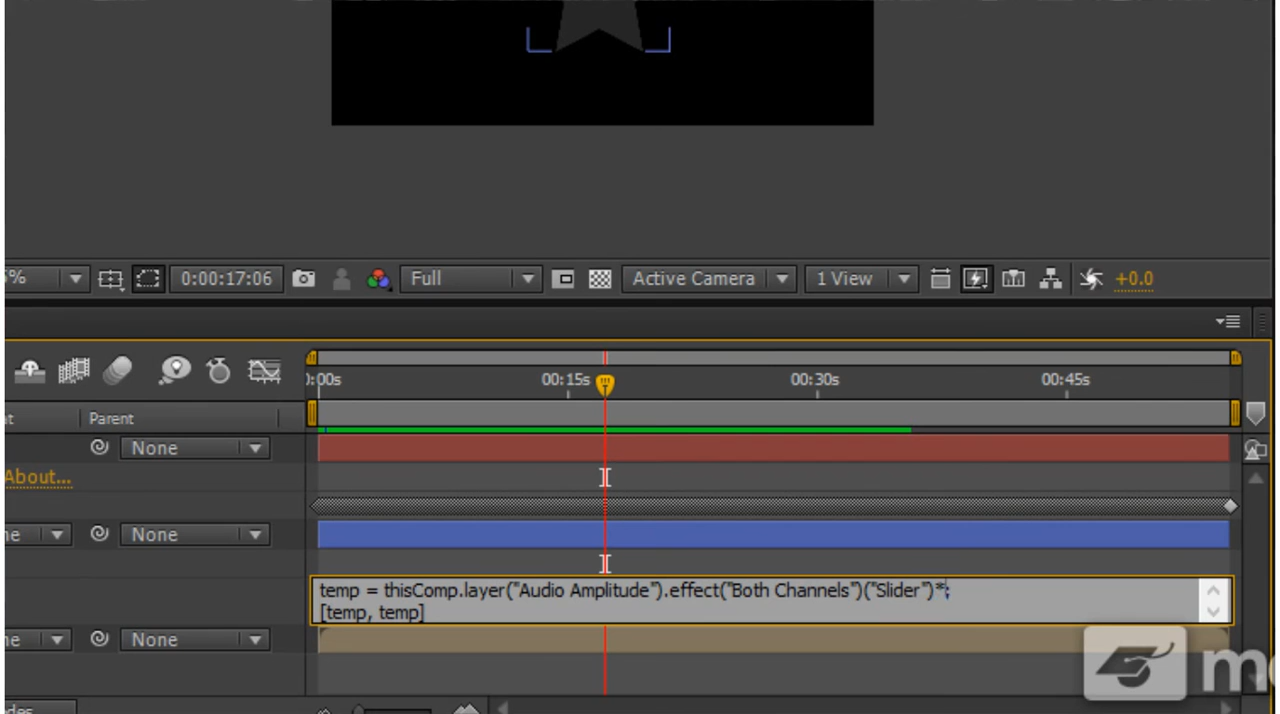 0:00:17:06
Full
Active Camera
1 View
+0.0
:00s
00:15s
00:30s
00:45s
Parent
None
About...
None
temp = thisComp.layer("Audio Amplitude").effect("Both Channels")("Slider")*;
[temp, temp]
None